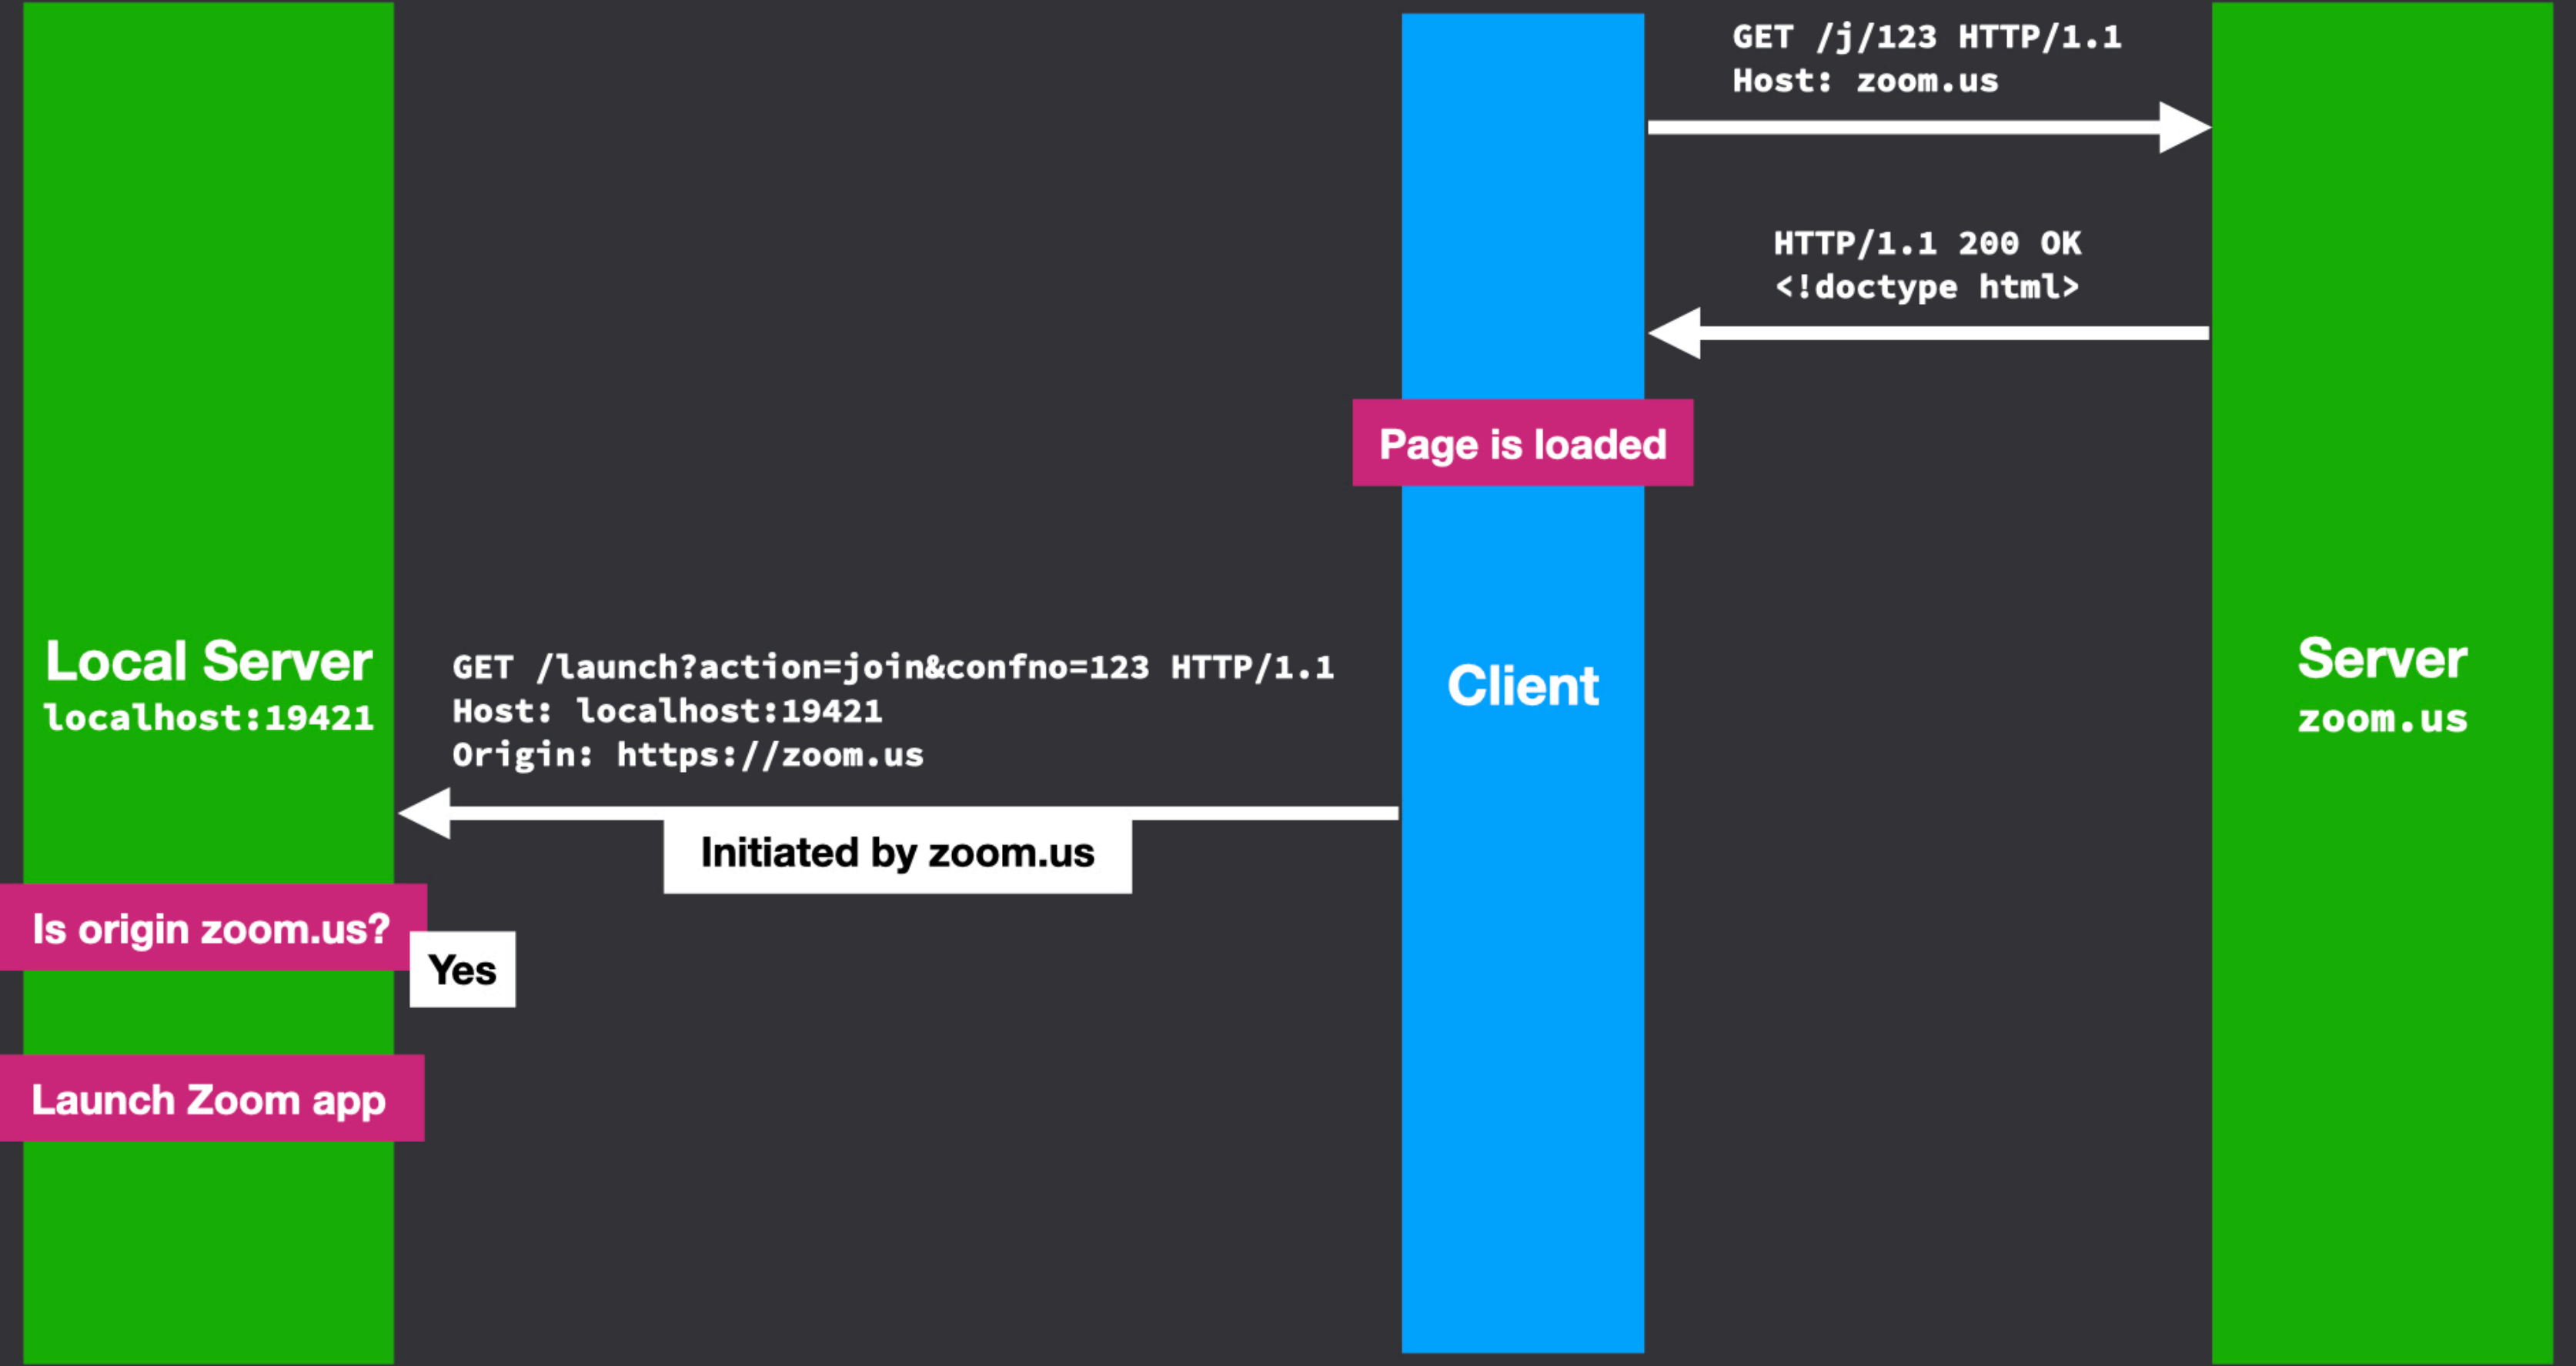 GET /j/123 HTTP/1.1
Host: zoom.us
HTTP/1.1 200 OK
<!doctype html>
Page is loaded
Local Server
localhost:19421
GET /launch?action=join&confno=123 HTTP/1.1
Host: localhost:19421
Origin: https://zoom.us
Client
Server
zoom.us
Initiated by zoom.us
Is origin zoom.us?
Yes
Launch Zoom app